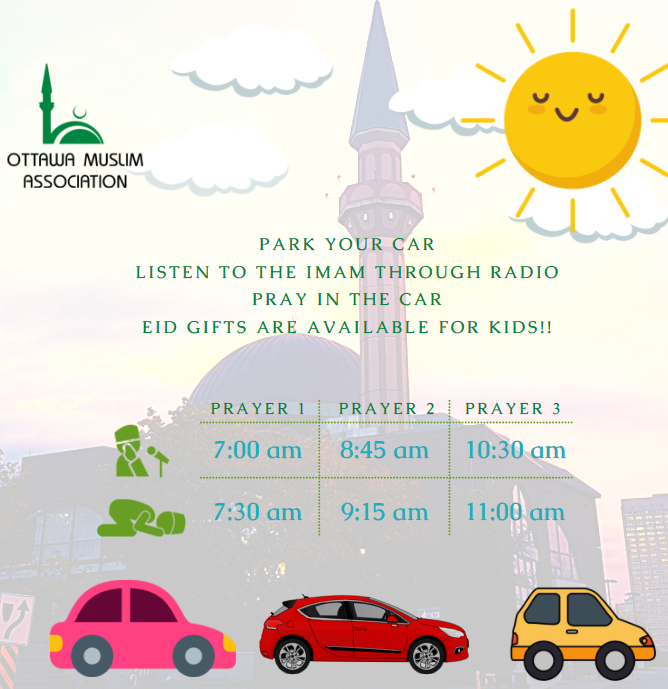 OTTAWA MUSLIM
ASSOCIATION
PARK YOUR CAR
LISTEN TO THE IMAM THROUGH RADIO
PRAY IN THE CAR
EID GIFTS ARE AVAILABLE FOR KIDS!!
PRAYER 1 PRAYER 2 PRAYER 3
7:00 am 8:45 am 10:30 am
7:30 am 9:15 am 11:00 am